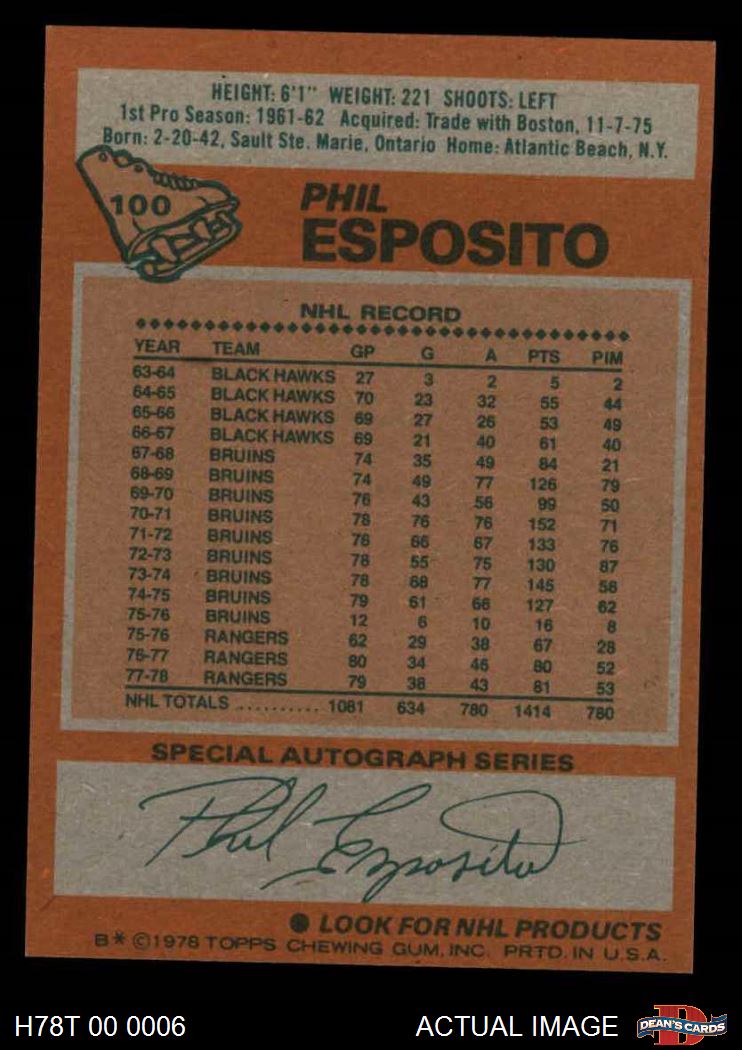 HEIGHT: 6'1" WEIGHT: 221 SHOOTS: LEFT
1st Pro Season: 1961-62 Acquired: Trade with Boston, 11-7-75
Born: 2-20-42, Sault Ste. Marie, Ontario Home: Atlantic Beach, N.Y.
100
PHIL
ESPOSITO
NHL RECORD
YEAR TEAM GP G A PTS PIM
63-64 BLACK HAWKS 27 3 2 5 2
64-65 BLACK HAWKS 70 23 32 55 44
65-66 BLACK HAWKS 69 27 26 53 49
66-67 BLACK HAWKS 69 21 40 61 40
67-68 BRUINS 74 35 49 84 21
68-69 BRUINS 74 49 77 126 79
69-70 BRUINS 76 43 56 99 50
70-71 BRUINS 78 76 76 152 71
71-72 BRUINS 76 66 67 133 76
72-73 BRUINS 78 55 75 130 87
73-74 BRUINS 78 68 77 145 58
74-75 BRUINS 79 61 66 127 62
75-76 BRUINS 12 6 10 16 8
75-76 RANGERS 62 29 38 67 28
76-77 RANGERS 80 34 46 80 52
77-78 RANGERS 79 38 43 81 53
NHL TOTALS .......... 1081 634 780 1414 780
SPECIAL AUTOGRAPH SERIES
Phil Esposito
● LOOK FOR NHL PRODUCTS
B* ©1978 TOPPS CHEWING GUM, INC. PRTD. IN U.S.A.
H78T 00 0006 ACTUAL IMAGE
DEAN'S CARDS